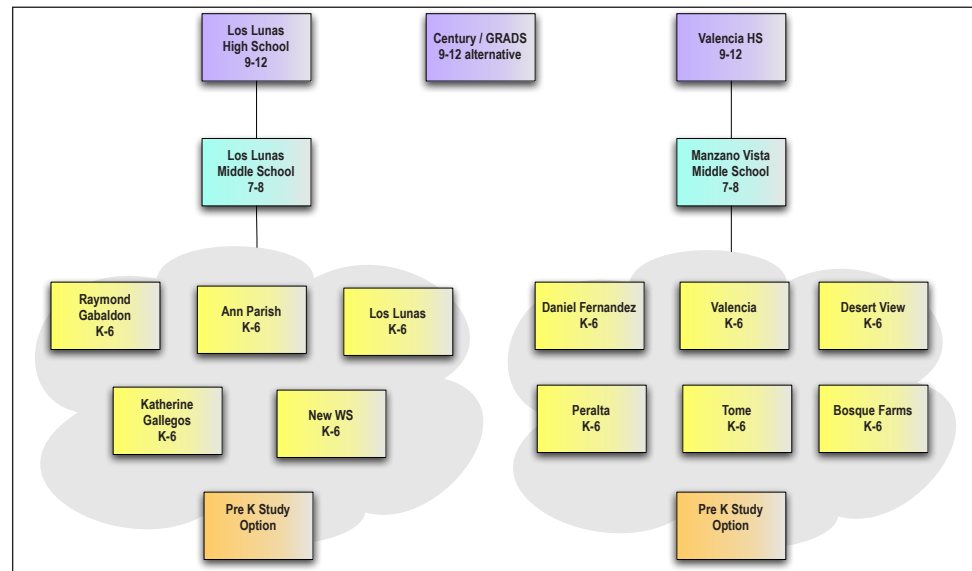 Los Lunas
High School
9-12
Century / GRADS
9-12 alternative
Valencia HS
9-12
Los Lunas
Middle School
7-8
Manzano Vista
Middle School
7-8
Raymond
Gabaldon
K-6
Ann Parish
K-6
Los Lunas
K-6
Daniel Fernandez
K-6
Valencia
K-6
Desert View
K-6
Katherine
Gallegos
K-6
New WS
K-6
Peralta
K-6
Tome
K-6
Bosque Farms
K-6
Pre K Study
Option
Pre K Study
Option